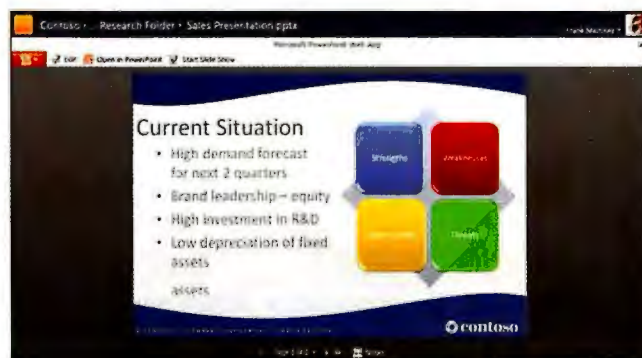 Contoso ▸ ... Research Folder ▸ Sales Presentation.pptx
Microsoft PowerPoint Web App
Edit Open in PowerPoint Start Slide Show
Current Situation
• High demand forecast
for next 2 quarters
• Brand leadership – equity
• High investment in R&D
• Low depreciation of fixed
assets
assets
Strengths Weaknesses
Threats
contoso